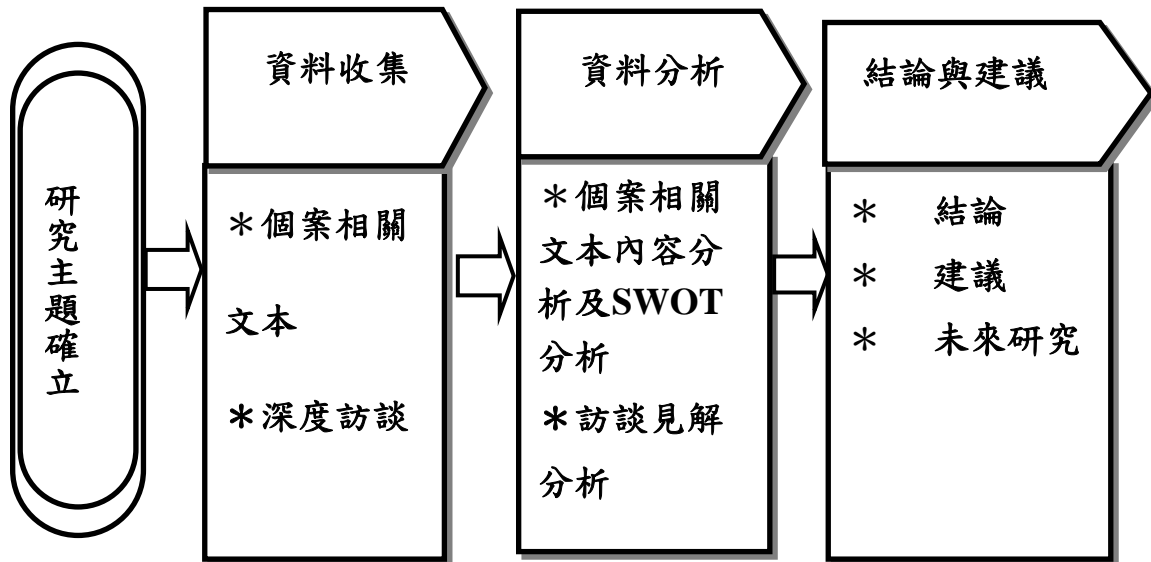 研究主題確立
資料收集
＊個案相關
文本
＊深度訪談
資料分析
＊個案相關
文本內容分
析及SWOT
分析
＊訪談見解
分析
結論與建議
＊ 結論
＊ 建議
＊ 未來研究